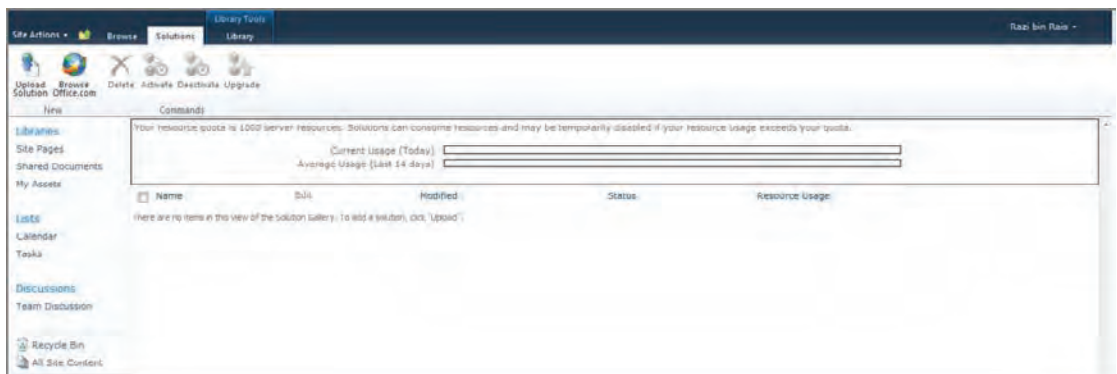 Library Tools
Site Actions Browse Solutions Library Razi bin Rais
Upload Solution Browse Office.com Delete Activate Deactivate Upgrade
New Commands
Libraries
Site Pages
Shared Documents
My Assets
Lists
Calendar
Tasks
Discussions
Team Discussion
Recycle Bin
All Site Content
Your resource quota is 1000 server resources. Solutions can consume resources and may be temporarily disabled if your resource usage exceeds your quota.
Current Usage (Today)
Average Usage (Last 14 days)
Name Edit Modified Status Resource Usage
There are no items in this view of the Solution Gallery. To add a solution, click "Upload".